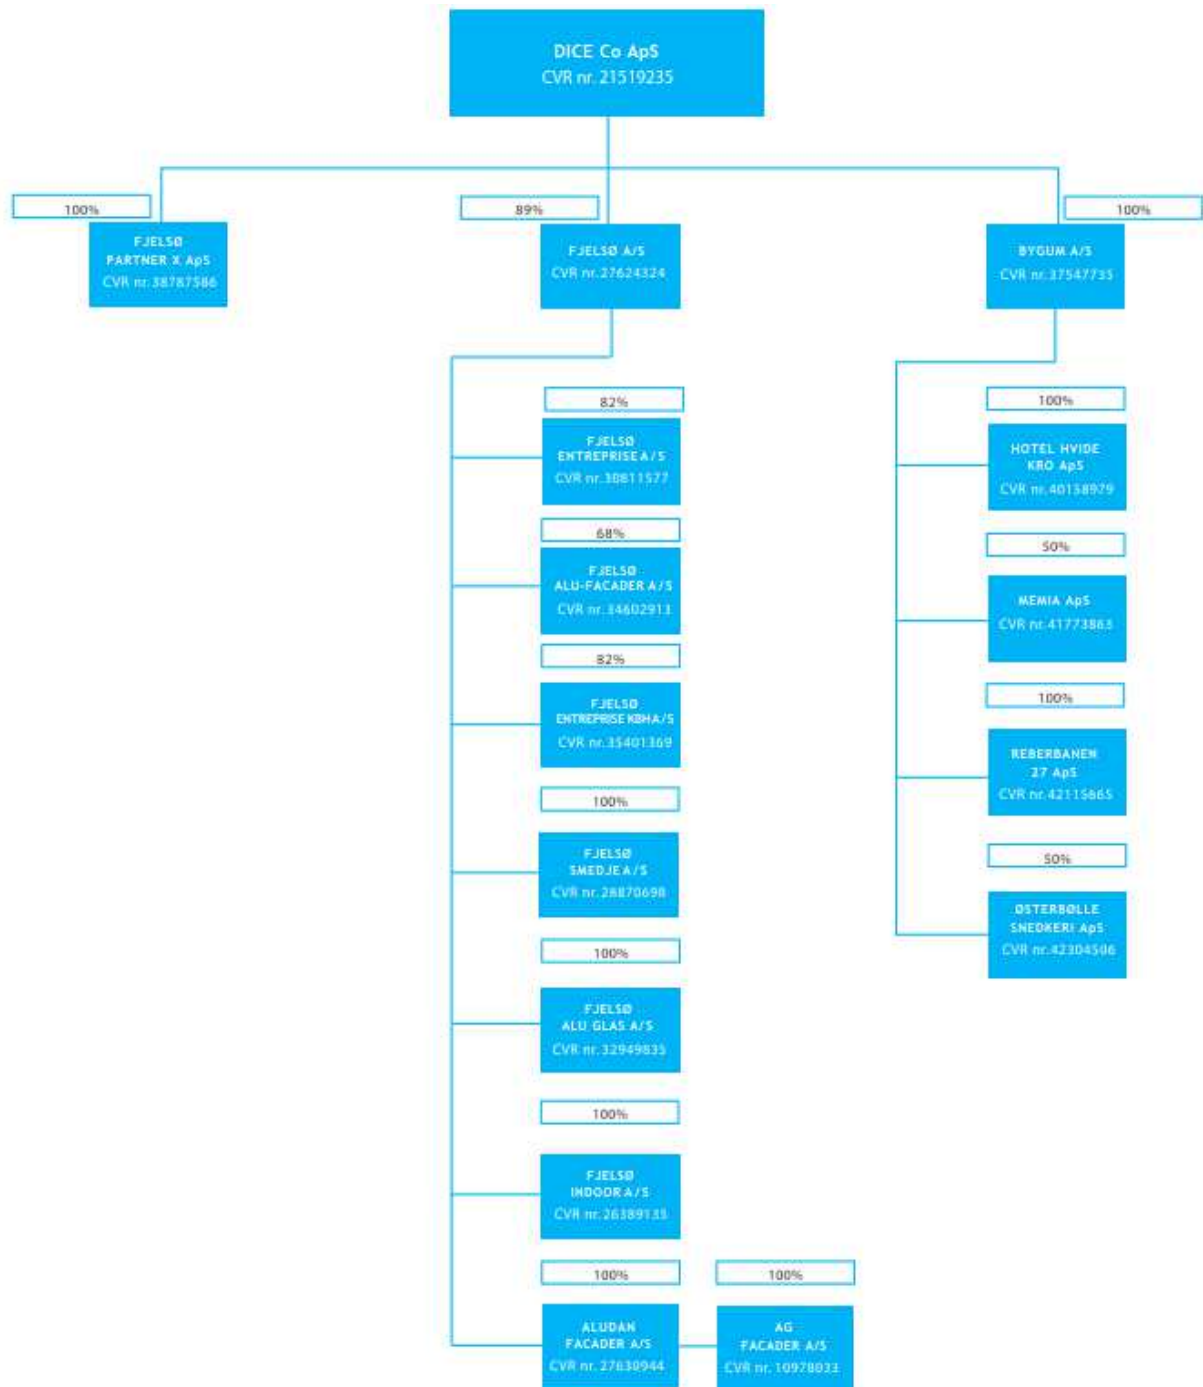 DICE Co ApS
CVR nr. 21519235
100%
FJELSØ
PARTNER X ApS
CVR nr. 38787586
89%
FJELSØ A/S
CVR nr. 27624324
100%
BYGUM A/S
CVR nr. 37547735
82%
FJELSØ
ENTREPRISE A/S
CVR nr. 30811577
68%
FJELSØ
ALU-FACADER A/S
CVR nr. 34602913
82%
FJELSØ
ENTREPRISE KBH A/S
CVR nr. 35401369
100%
FJELSØ
SMEDJE A/S
CVR nr. 28870698
100%
FJELSØ
ALU GLAS A/S
CVR nr. 32949835
100%
FJELSØ
INDOOR A/S
CVR nr. 26389135
100%
ALUDAN
FACADER A/S
CVR nr. 27630944
100%
AG
FACADER A/S
CVR nr. 10978033
100%
HOTEL HVIDE
KRO ApS
CVR nr. 40158979
50%
MEMIA ApS
CVR nr. 41773863
100%
REBERBANEN
27 ApS
CVR nr. 42115665
50%
ØSTERBØLLE
SNEDKERI ApS
CVR nr. 42304506